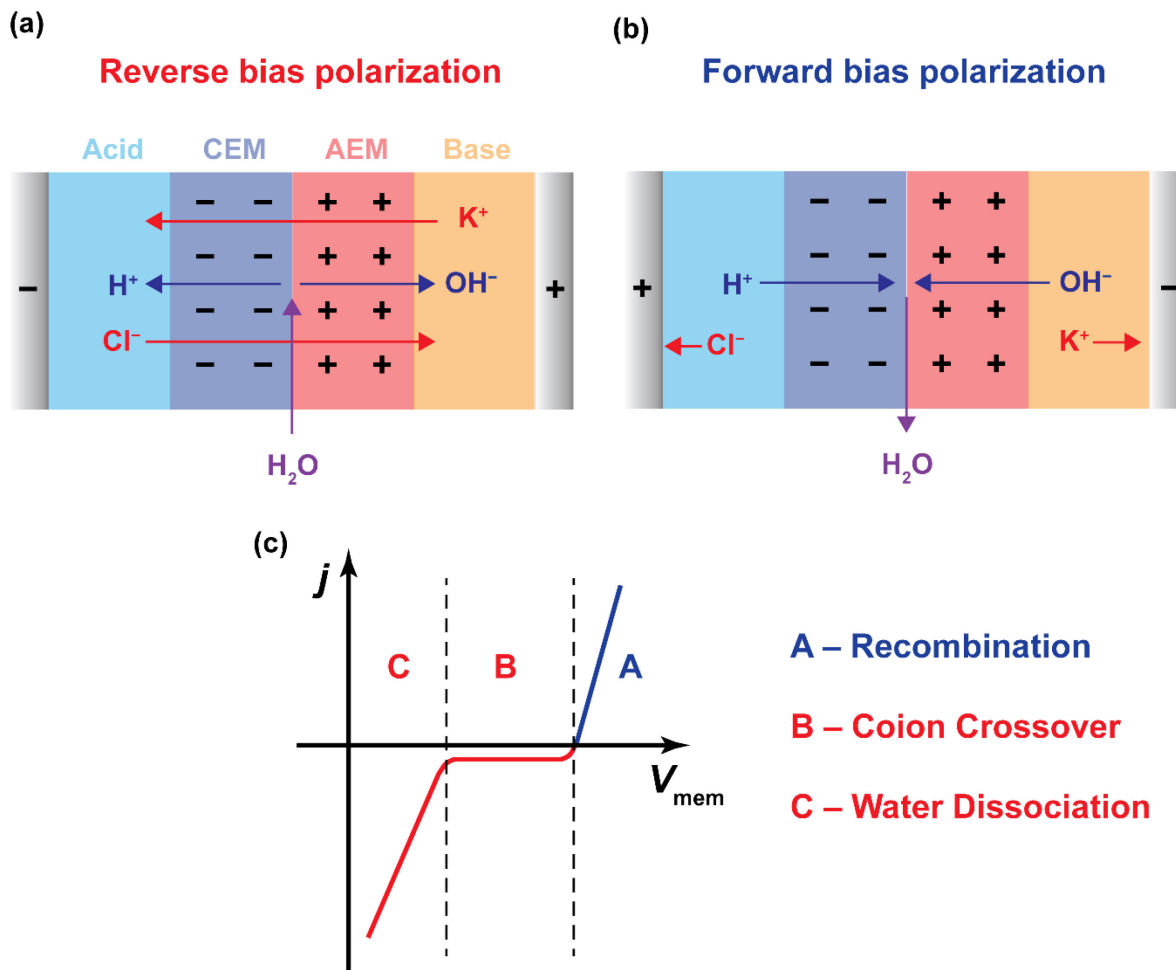 (a)
Reverse bias polarization
Acid CEM AEM Base
− − + +
K⁺
− − + +
− H⁺ OH⁻ +
− − + +
Cl⁻
− − + +
H₂O
(b)
Forward bias polarization
− − + +
− − + +
+ H⁺ OH⁻ −
− − + +
Cl⁻ K⁺
− − + +
H₂O
(c)
j
C B A
V_mem
A – Recombination
B – Coion Crossover
C – Water Dissociation